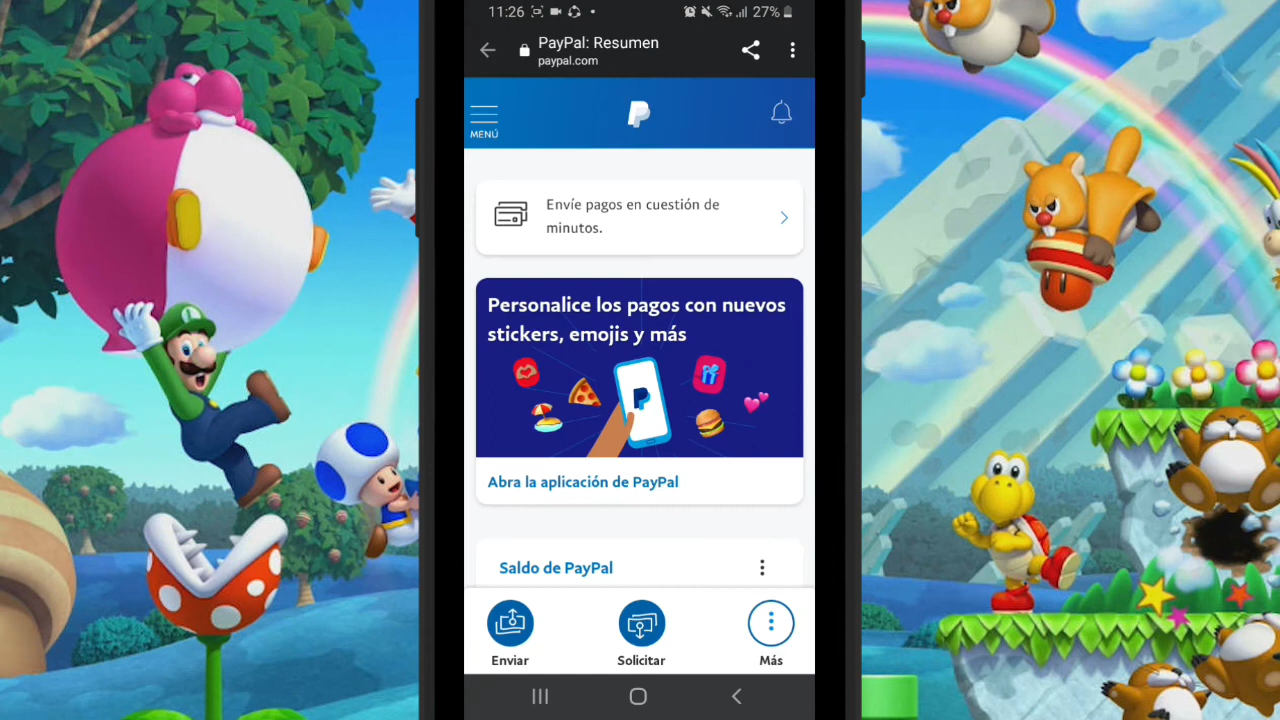 11:26
27%
PayPal: Resumen
paypal.com
MENÚ
Envíe pagos en cuestión de
minutos.
Personalice los pagos con nuevos
stickers, emojis y más
Abra la aplicación de PayPal
Saldo de PayPal
Enviar
Solicitar
Más